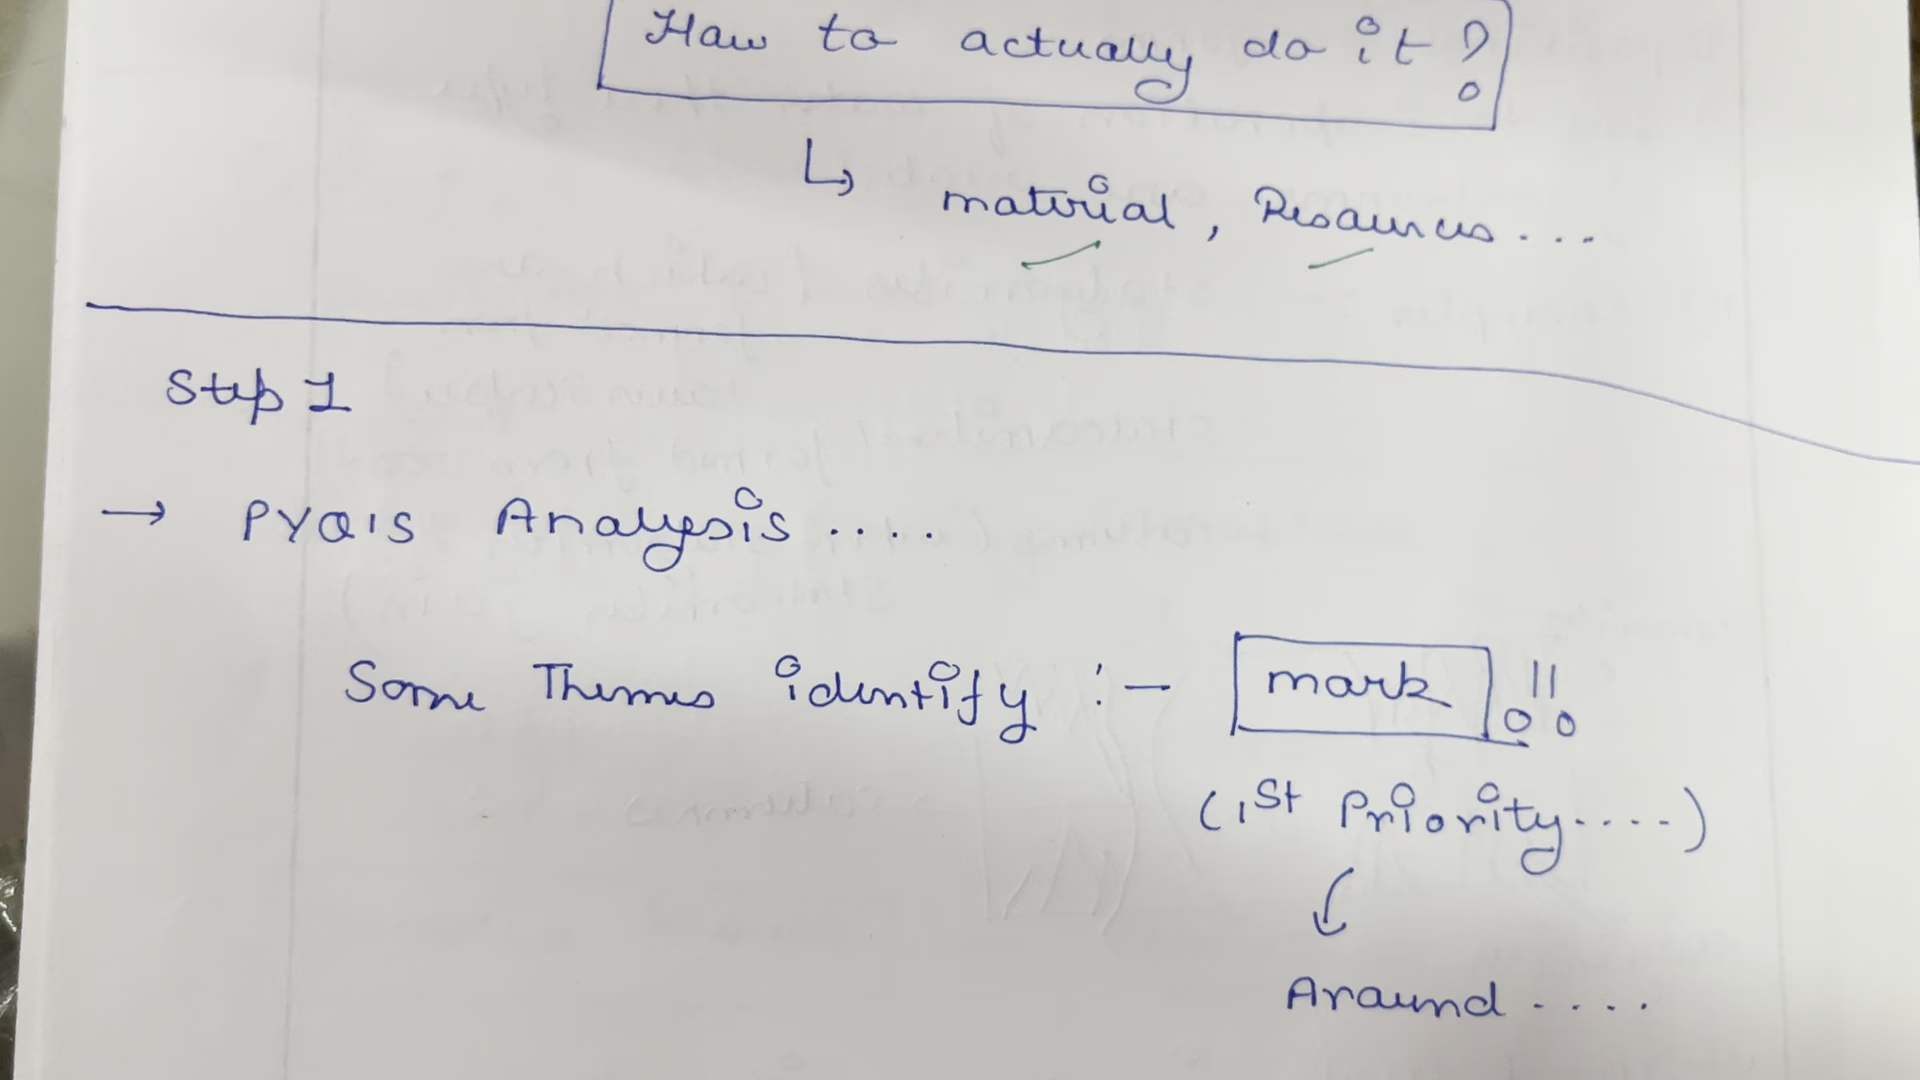 How to actually do it?
↳ material, Resources...
Step 1
→ PYQ's Analysis....
Some Themes identify :- mark !!
(1st Priority....)
Around....